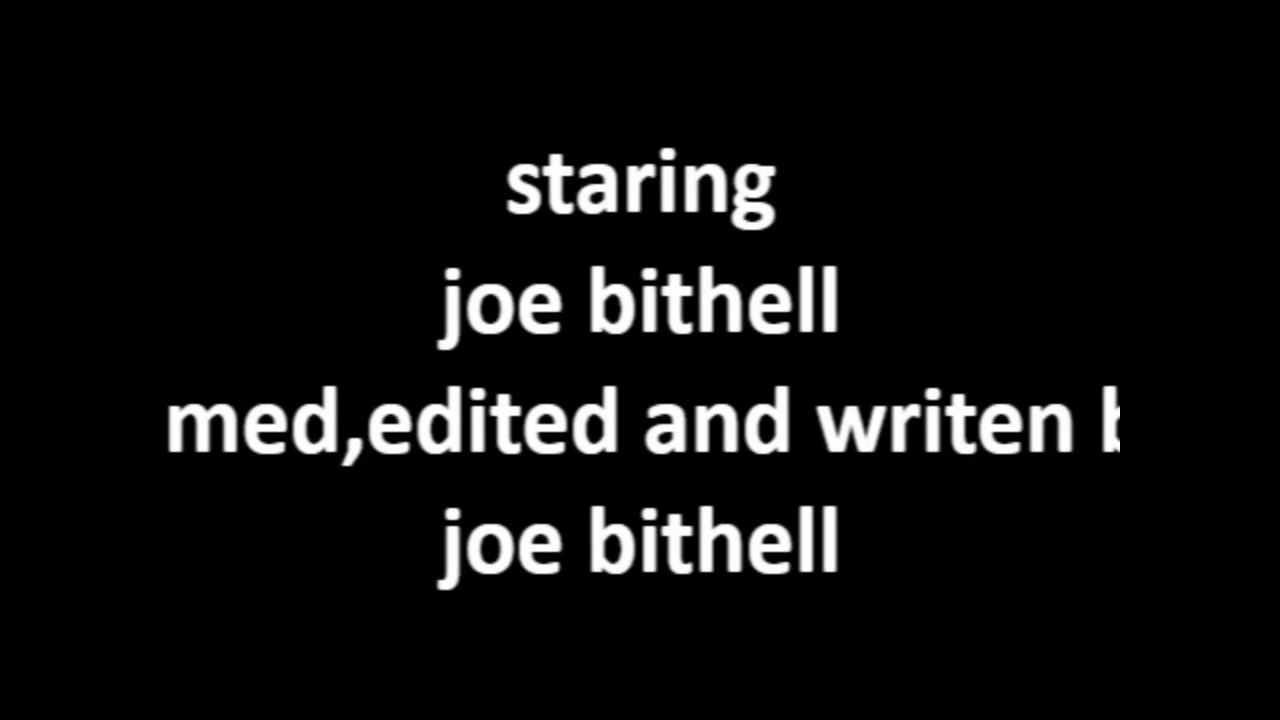 staring
joe bithell
med,edited and writen b
joe bithell